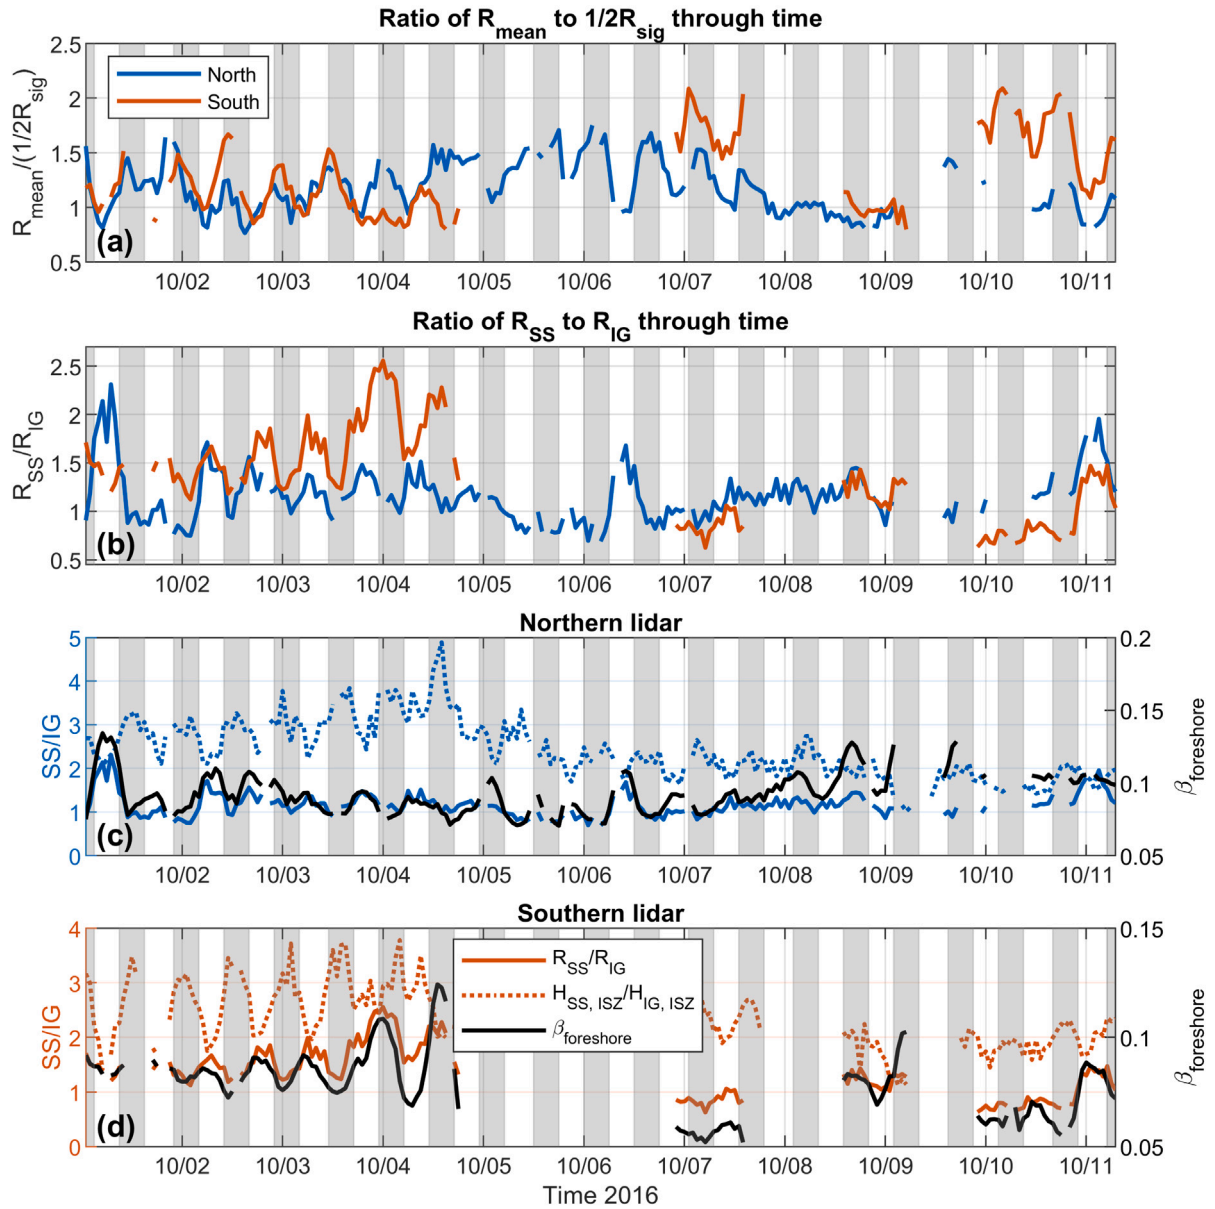 Ratio of R_mean to 1/2R_sig through time
2.5
2
1.5
1
0.5
R_mean/(1/2R_sig)
North
South
(a)
10/02 10/03 10/04 10/05 10/06 10/07 10/08 10/09 10/10 10/11
Ratio of R_SS to R_IG through time
2.5
2
1.5
1
0.5
R_SS/R_IG
(b)
10/02 10/03 10/04 10/05 10/06 10/07 10/08 10/09 10/10 10/11
Northern lidar
5
4
3
2
1
0
SS/IG
0.2
0.15
0.1
0.05
β_foreshore
(c)
10/02 10/03 10/04 10/05 10/06 10/07 10/08 10/09 10/10 10/11
Southern lidar
4
3
2
1
0
SS/IG
R_SS/R_IG
H_SS, ISZ/H_IG, ISZ
β_foreshore
0.15
0.1
0.05
β_foreshore
(d)
10/02 10/03 10/04 10/05 10/06 10/07 10/08 10/09 10/10 10/11
Time 2016